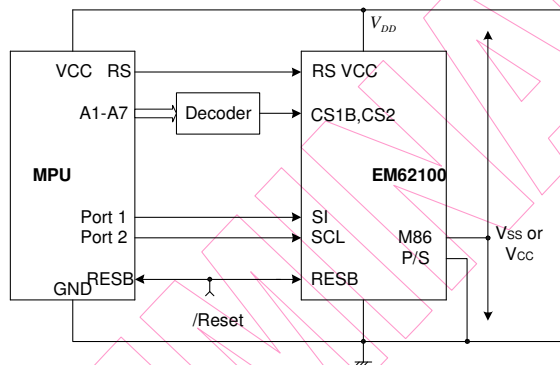 V_DD
VCC RS
RS VCC
A1-A7
Decoder
CS1B,CS2
MPU
EM62100
Port 1
SI
Port 2
SCL
M86
P/S
VSS or
VCC
RESB
RESB
GND
/Reset